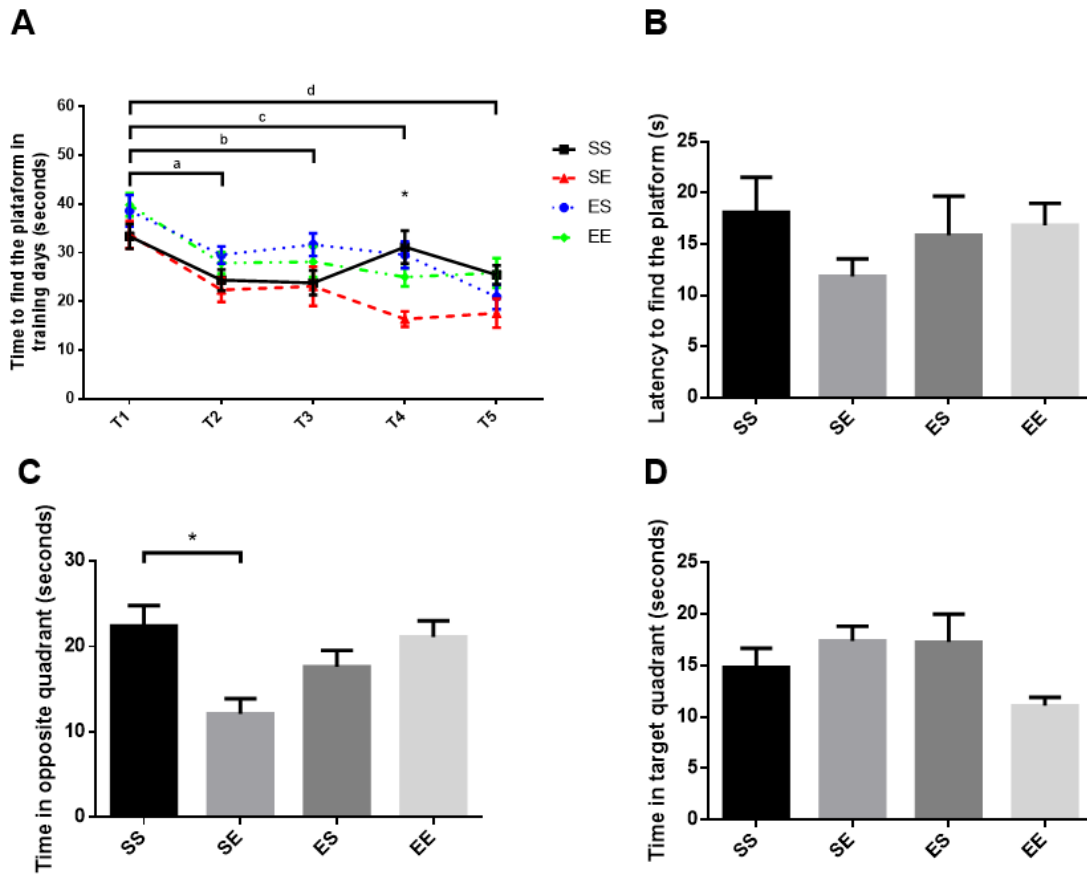 A
Time to find the plataform in
training days (seconds)
60
50
40
30
20
10
0
d
c
b
a
*
T1 T2 T3 T4 T5
SS
SE
ES
EE
B
Latency to find the platform (s)
25
20
15
10
5
0
SS SE ES EE
C
Time in opposite quadrant (seconds)
30
20
10
0
*
SS SE ES EE
D
Time in target quadrant (seconds)
25
20
15
10
5
0
SS SE ES EE